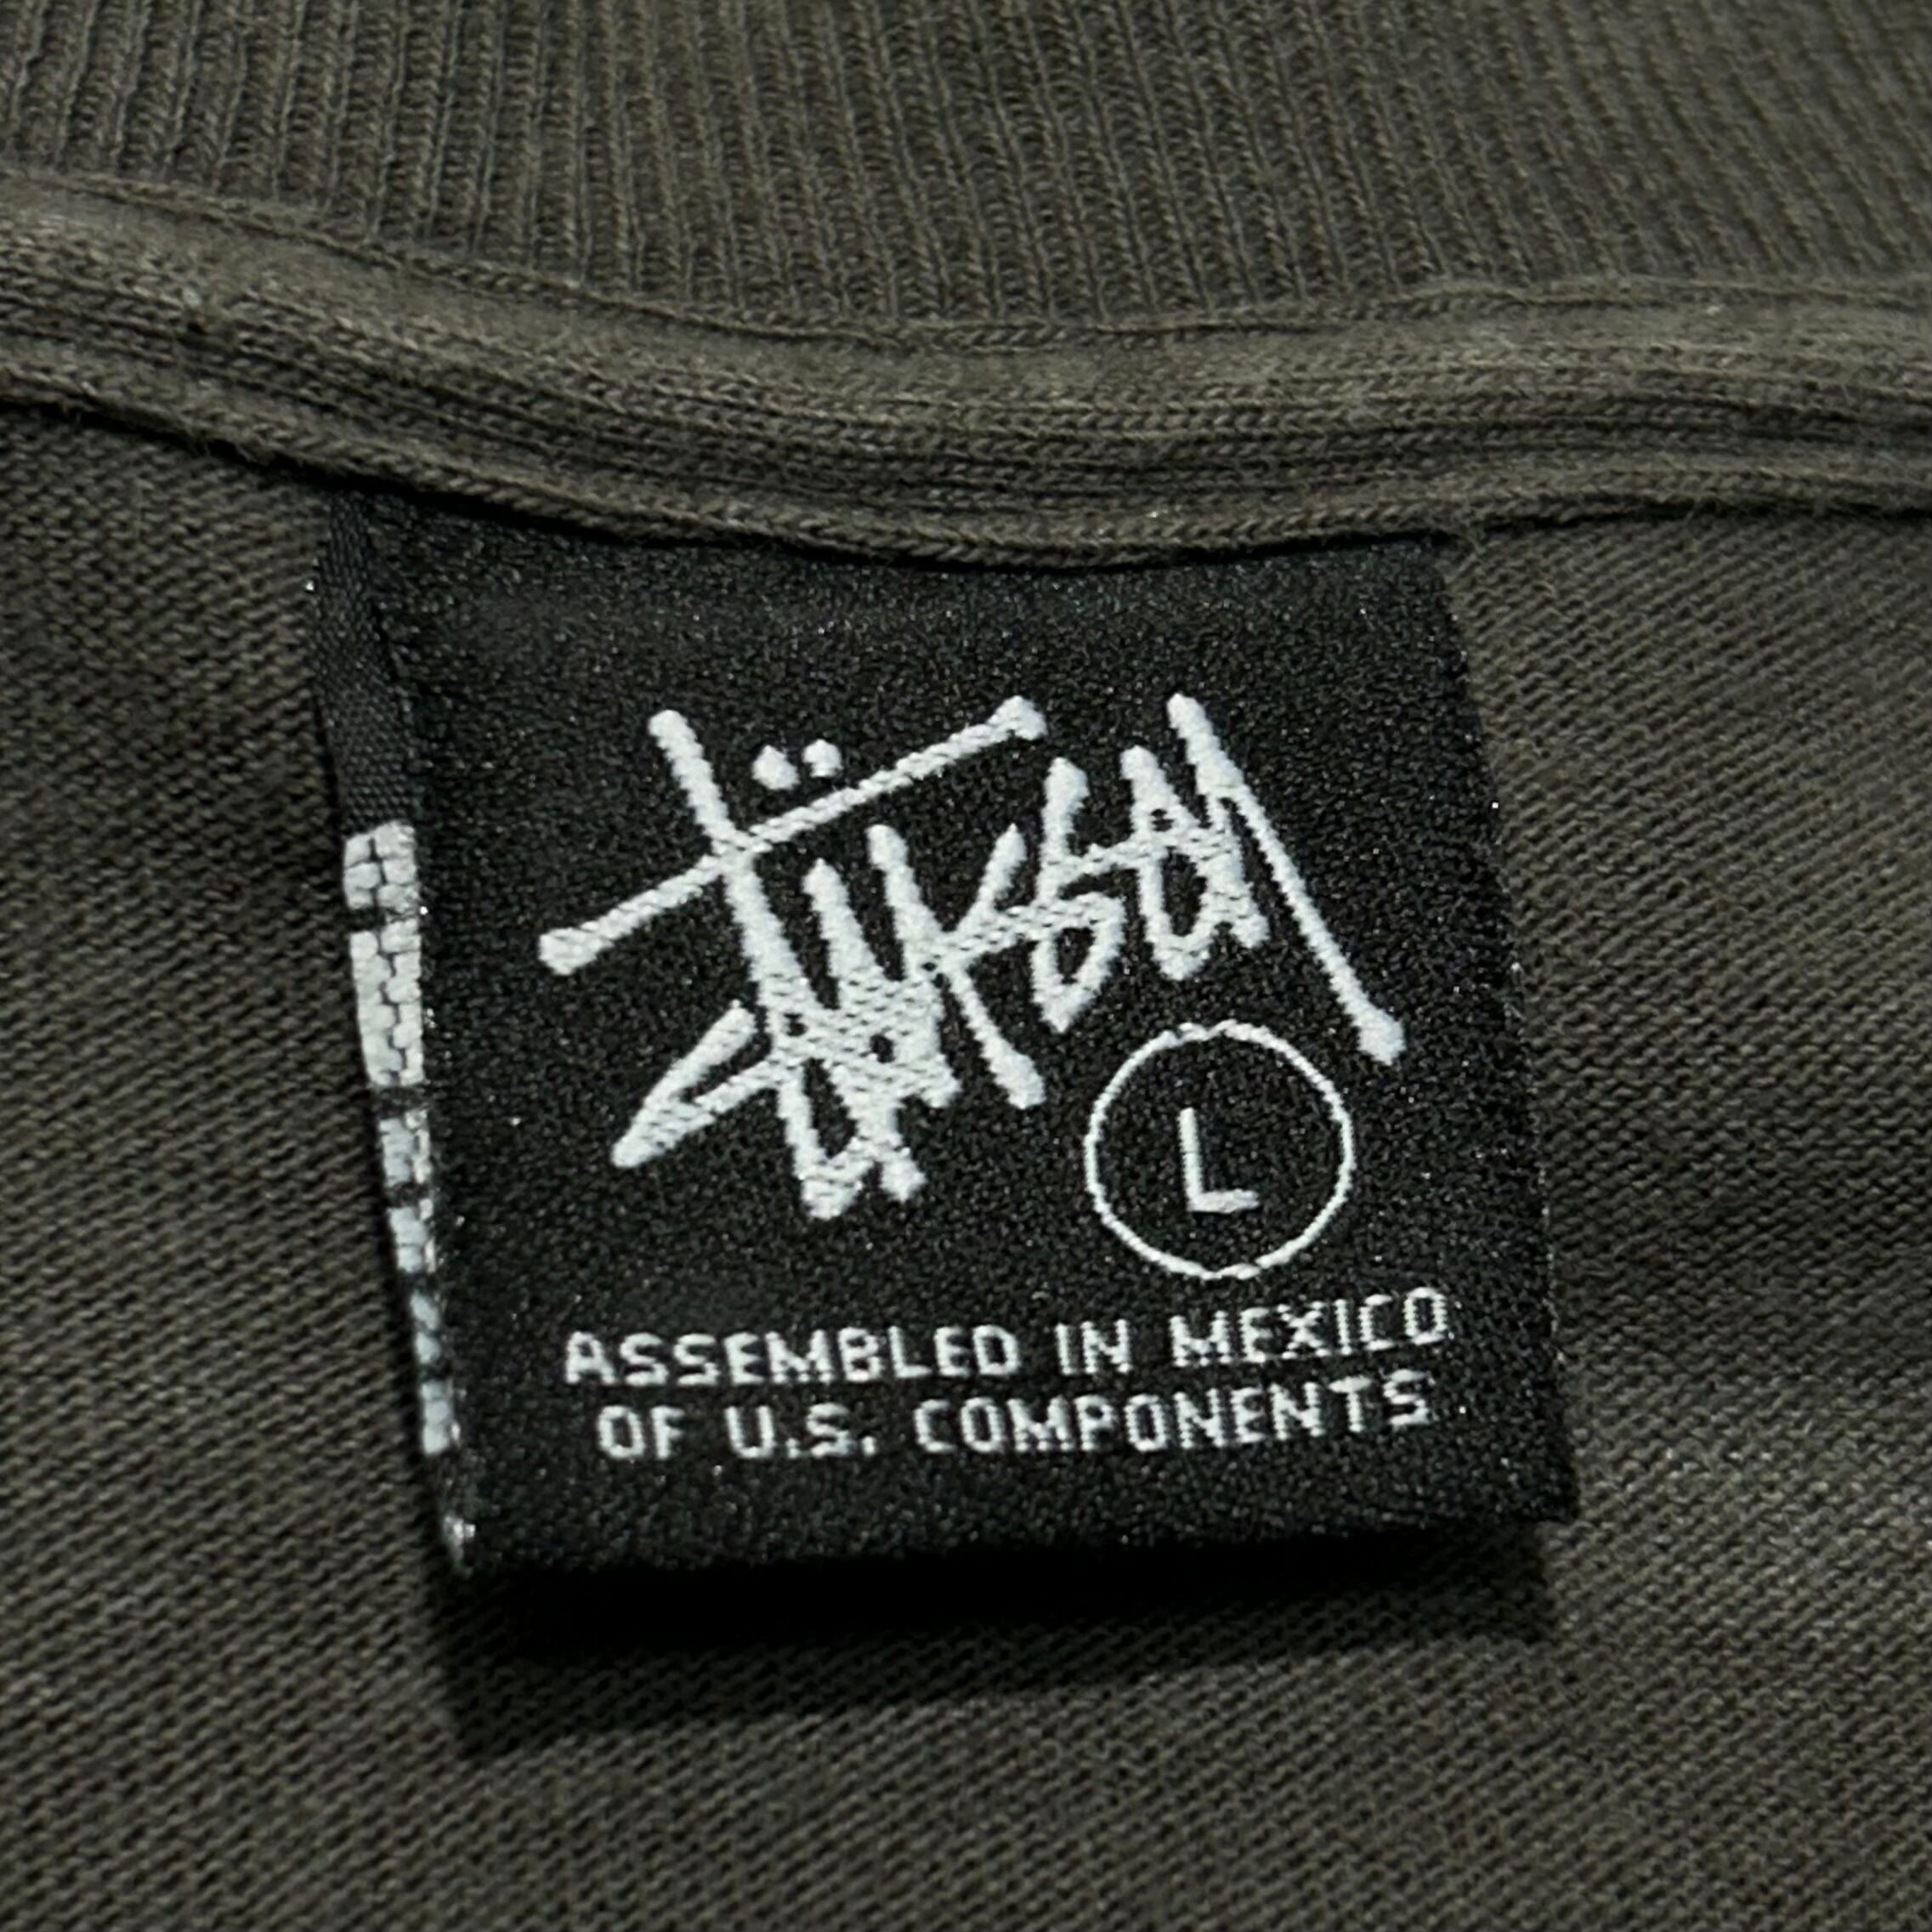 Stüssy
L
ASSEMBLED IN MEXICO
OF U.S. COMPONENTS